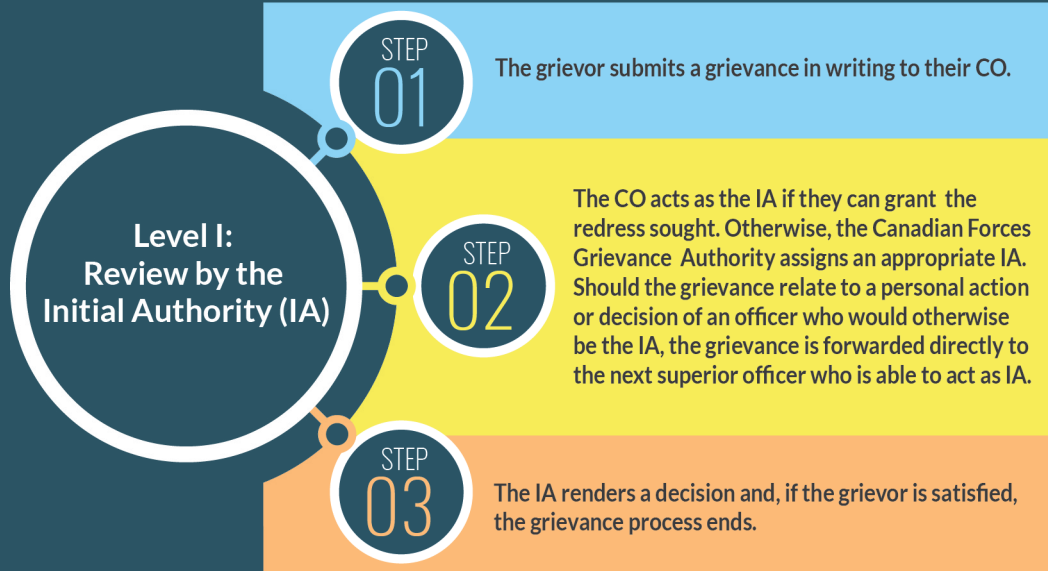 STEP
01
The grievor submits a grievance in writing to their CO.
Level I:
Review by the
Initial Authority (IA)
STEP
02
The CO acts as the IA if they can grant the
redress sought. Otherwise, the Canadian Forces
Grievance Authority assigns an appropriate IA.
Should the grievance relate to a personal action
or decision of an officer who would otherwise
be the IA, the grievance is forwarded directly to
the next superior officer who is able to act as IA.
STEP
03
The IA renders a decision and, if the grievor is satisfied,
the grievance process ends.